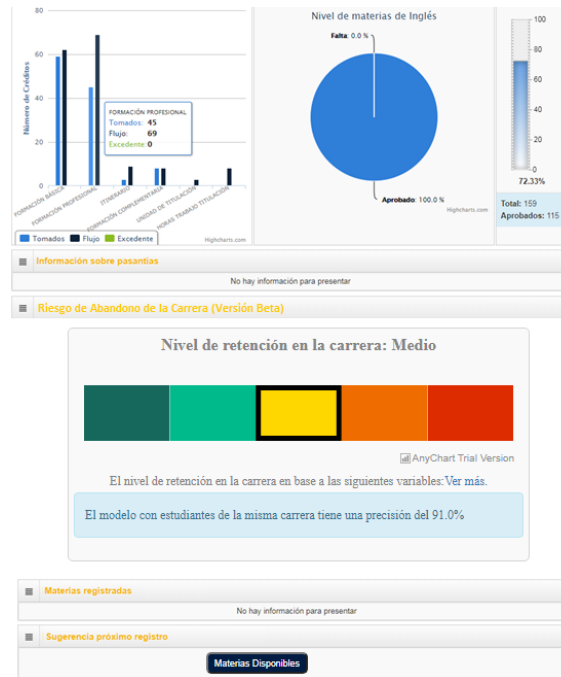 80
60
40
20
0
Número de Créditos
FORMACIÓN PROFESIONAL
Tomados: 45
Flujo: 69
Excedente: 0
FORMACIÓN BÁSICA
FORMACIÓN PROFESIONAL
ITINERARIO
FORMACIÓN COMPLEMENTARIA
UNIDAD DE TITULACIÓN
HORAS TRABAJO TITULACIÓN
Tomados Flujo Excedente
Highcharts.com
Nivel de materias de Inglés
Falta: 0.0 %
Aprobado: 100.0 %
Highcharts.com
100
80
60
40
20
0
72.33%
Total: 159
Aprobados: 115
Información sobre pasantías
No hay información para presentar
Riesgo de Abandono de la Carrera (Versión Beta)
Nivel de retención en la carrera: Medio
AnyChart Trial Version
El nivel de retención en la carrera en base a las siguientes variables:Ver más.
El modelo con estudiantes de la misma carrera tiene una precisión del 91.0%
Materias registradas
No hay información para presentar
Sugerencia próximo registro
Materias Disponibles